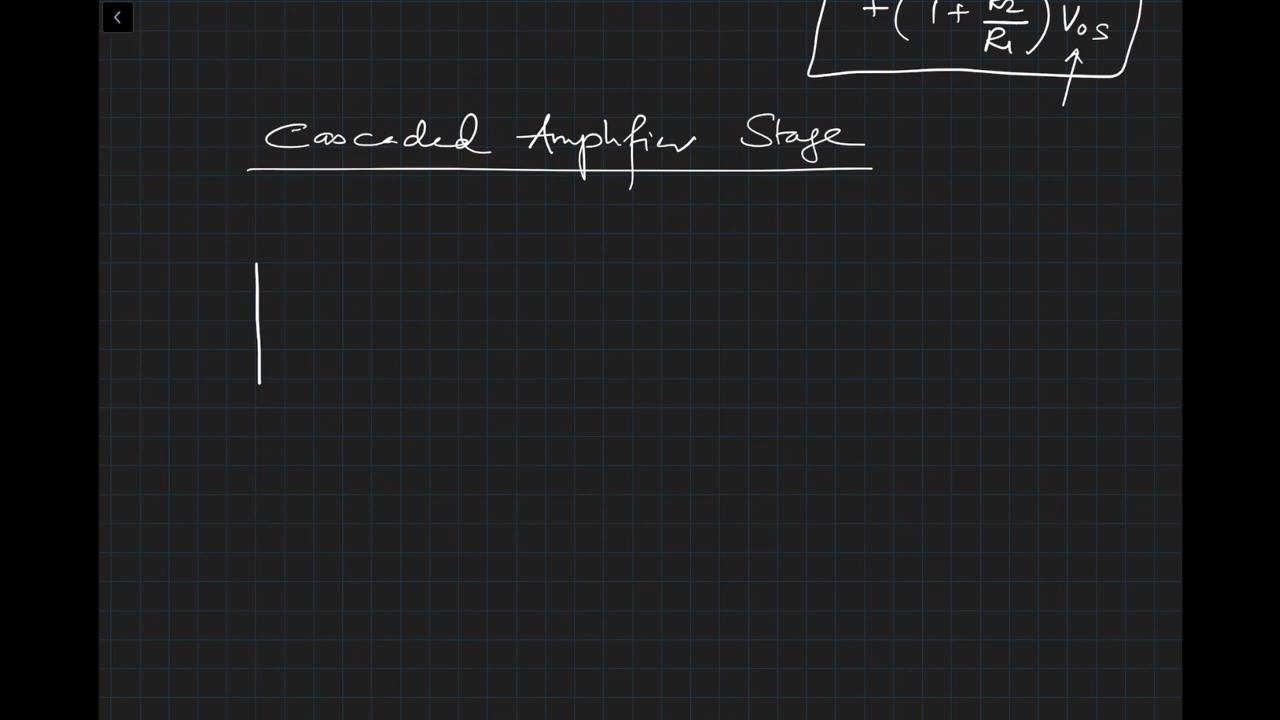 + (1 + R2/R1) Vos
Cascaded Amplifier Stage